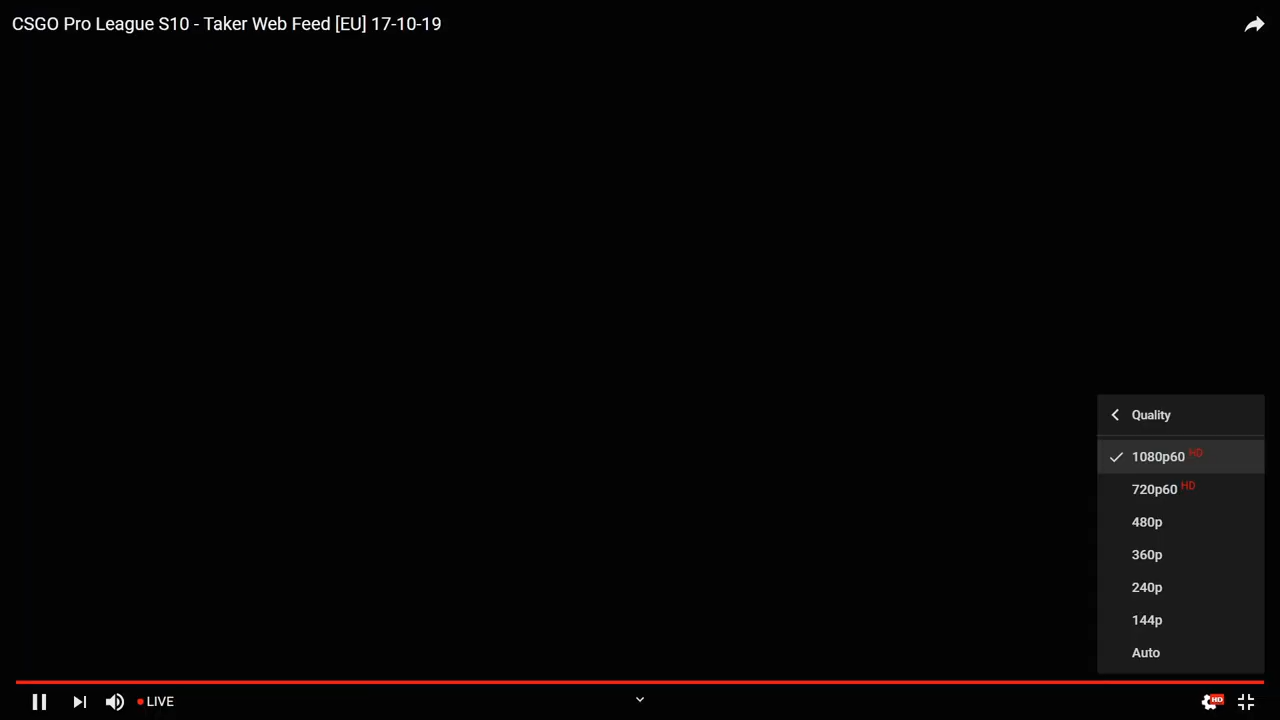 CSGO Pro League S10 - Taker Web Feed [EU] 17-10-19
Quality
1080p60 HD
720p60 HD
480p
360p
240p
144p
Auto
LIVE
HD